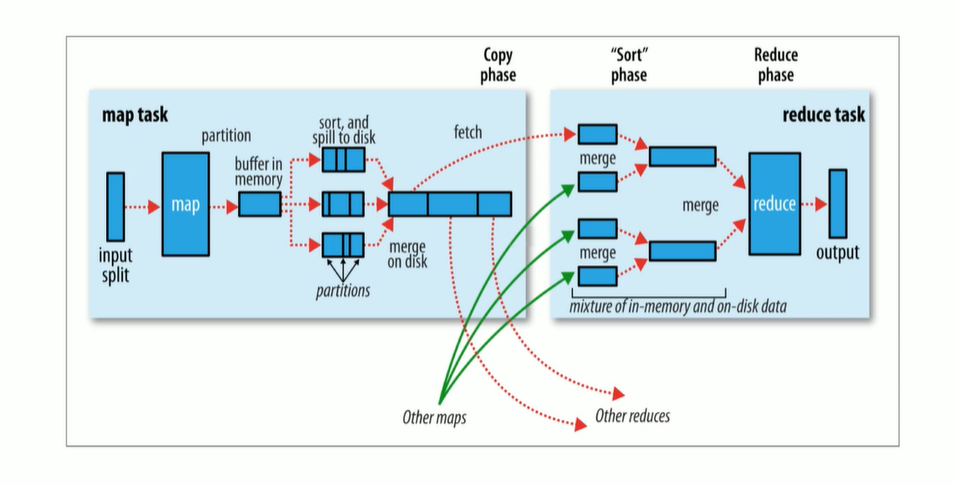 Copy
phase
“Sort”
phase
Reduce
phase
map task
reduce task
partition
sort, and
spill to disk
fetch
buffer in
memory
merge
map
merge
reduce
input
split
merge
on disk
merge
output
partitions
mixture of in-memory and on-disk data
Other maps
Other reduces